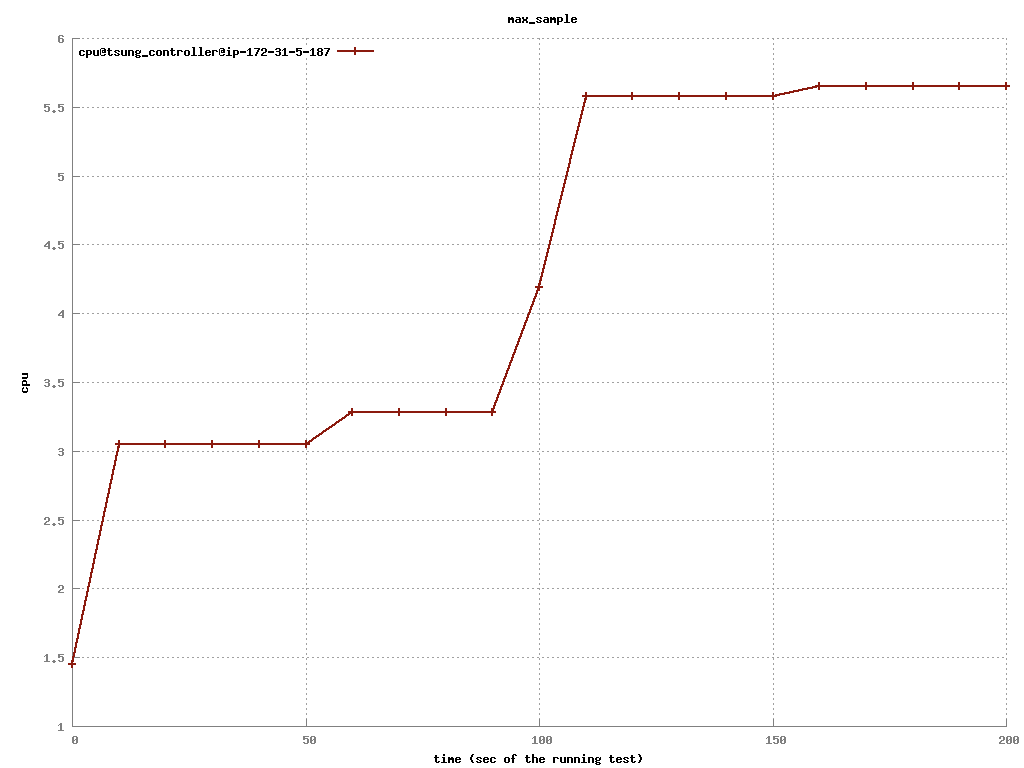 max_sample
cpu@tsung_controller@ip-172-31-5-187
6
5.5
5
4.5
4
3.5
3
2.5
2
1.5
1
cpu
0 50 100 150 200
time (sec of the running test)